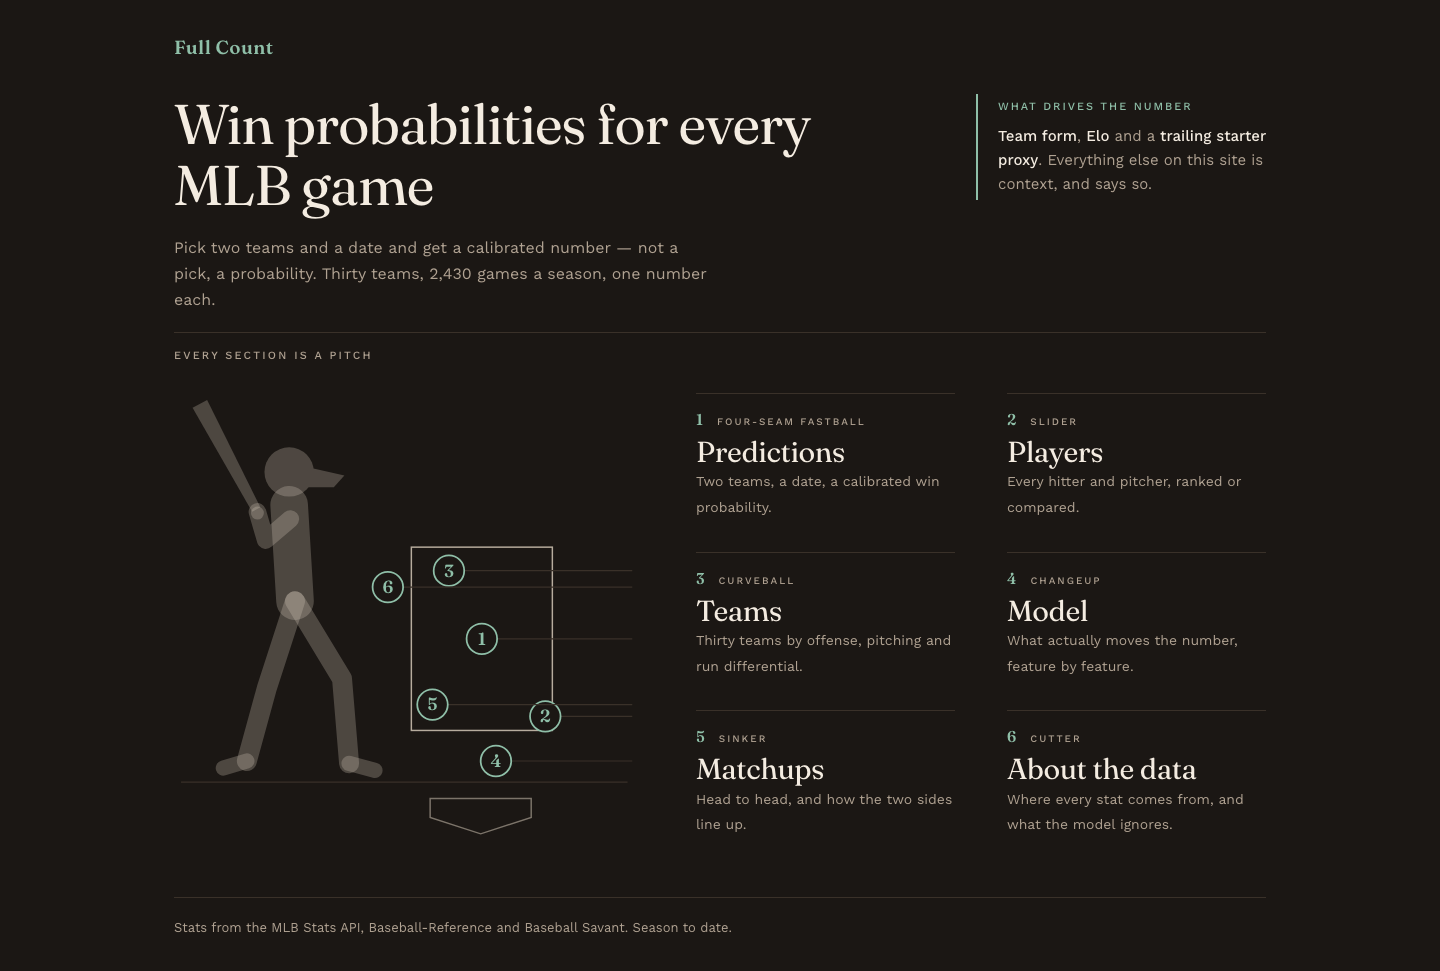 Full Count
Win probabilities for every
MLB game
Pick two teams and a date and get a calibrated number — not a
pick, a probability. Thirty teams, 2,430 games a season, one number
each.
WHAT DRIVES THE NUMBER
Team form, Elo and a trailing starter
proxy. Everything else on this site is
context, and says so.
EVERY SECTION IS A PITCH
6
3
1
5
2
4
1 FOUR-SEAM FASTBALL
Predictions
Two teams, a date, a calibrated win
probability.
2 SLIDER
Players
Every hitter and pitcher, ranked or
compared.
3 CURVEBALL
Teams
Thirty teams by offense, pitching and
run differential.
4 CHANGEUP
Model
What actually moves the number,
feature by feature.
5 SINKER
Matchups
Head to head, and how the two sides
line up.
6 CUTTER
About the data
Where every stat comes from, and
what the model ignores.
Stats from the MLB Stats API, Baseball-Reference and Baseball Savant. Season to date.